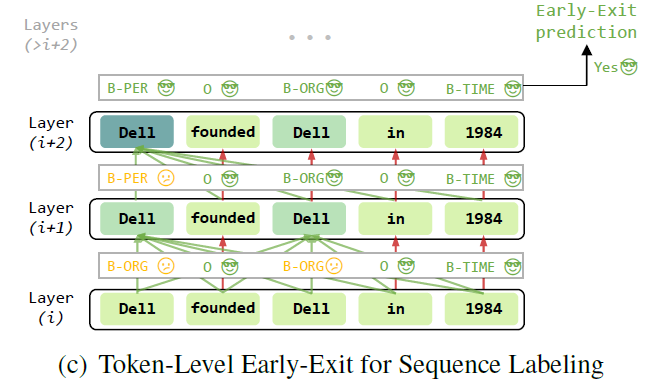 Layers
(>i+2)
...
Early-Exit
prediction
Yes
B-PER O B-ORG O B-TIME
Layer
(i+2)
Dell founded Dell in 1984
B-PER O B-ORG O B-TIME
Layer
(i+1)
Dell founded Dell in 1984
B-ORG O B-ORG O B-TIME
Layer
(i)
Dell founded Dell in 1984
(c) Token-Level Early-Exit for Sequence Labeling